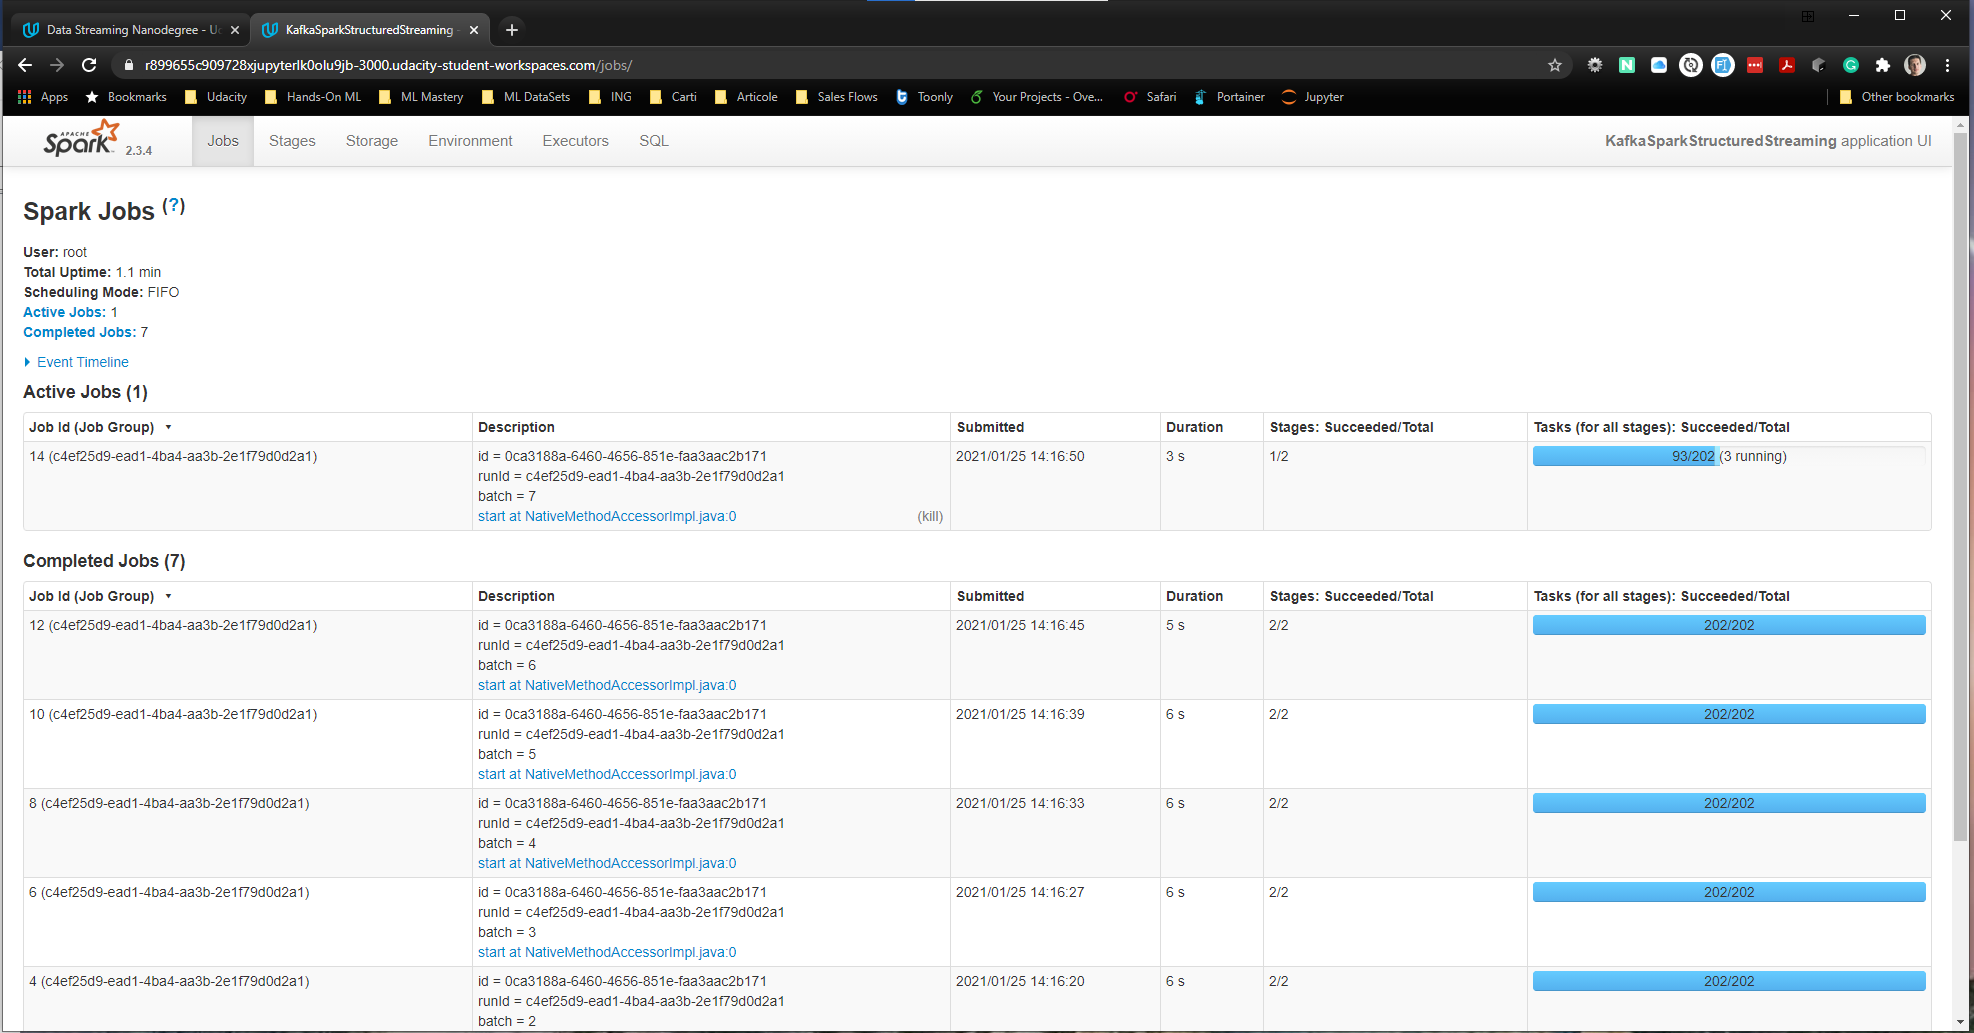 Data Streaming Nanodegree - Uc
KafkaSparkStructuredStreaming -
r899655c909728xjupyterlk0olu9jb-3000.udacity-student-workspaces.com/jobs/
Apps Bookmarks Udacity Hands-On ML ML Mastery ML DataSets ING Carti Articole Sales Flows Toonly Your Projects - Ove... Safari Portainer Jupyter Other bookmarks
APACHE Spark 2.3.4 Jobs Stages Storage Environment Executors SQL KafkaSparkStructuredStreaming application UI
Spark Jobs (?)
User: root
Total Uptime: 1.1 min
Scheduling Mode: FIFO
Active Jobs: 1
Completed Jobs: 7
Event Timeline
Active Jobs (1)
Job Id (Job Group) Description Submitted Duration Stages: Succeeded/Total Tasks (for all stages): Succeeded/Total
14 (c4ef25d9-ead1-4ba4-aa3b-2e1f79d0d2a1) id = 0ca3188a-6460-4656-851e-faa3aac2b171 2021/01/25 14:16:50 3 s 1/2 93/202 (3 running)
runId = c4ef25d9-ead1-4ba4-aa3b-2e1f79d0d2a1
batch = 7
start at NativeMethodAccessorImpl.java:0 (kill)
Completed Jobs (7)
Job Id (Job Group) Description Submitted Duration Stages: Succeeded/Total Tasks (for all stages): Succeeded/Total
12 (c4ef25d9-ead1-4ba4-aa3b-2e1f79d0d2a1) id = 0ca3188a-6460-4656-851e-faa3aac2b171 2021/01/25 14:16:45 5 s 2/2 202/202
runId = c4ef25d9-ead1-4ba4-aa3b-2e1f79d0d2a1
batch = 6
start at NativeMethodAccessorImpl.java:0
10 (c4ef25d9-ead1-4ba4-aa3b-2e1f79d0d2a1) id = 0ca3188a-6460-4656-851e-faa3aac2b171 2021/01/25 14:16:39 6 s 2/2 202/202
runId = c4ef25d9-ead1-4ba4-aa3b-2e1f79d0d2a1
batch = 5
start at NativeMethodAccessorImpl.java:0
8 (c4ef25d9-ead1-4ba4-aa3b-2e1f79d0d2a1) id = 0ca3188a-6460-4656-851e-faa3aac2b171 2021/01/25 14:16:33 6 s 2/2 202/202
runId = c4ef25d9-ead1-4ba4-aa3b-2e1f79d0d2a1
batch = 4
start at NativeMethodAccessorImpl.java:0
6 (c4ef25d9-ead1-4ba4-aa3b-2e1f79d0d2a1) id = 0ca3188a-6460-4656-851e-faa3aac2b171 2021/01/25 14:16:27 6 s 2/2 202/202
runId = c4ef25d9-ead1-4ba4-aa3b-2e1f79d0d2a1
batch = 3
start at NativeMethodAccessorImpl.java:0
4 (c4ef25d9-ead1-4ba4-aa3b-2e1f79d0d2a1) id = 0ca3188a-6460-4656-851e-faa3aac2b171 2021/01/25 14:16:20 6 s 2/2 202/202
runId = c4ef25d9-ead1-4ba4-aa3b-2e1f79d0d2a1
batch = 2